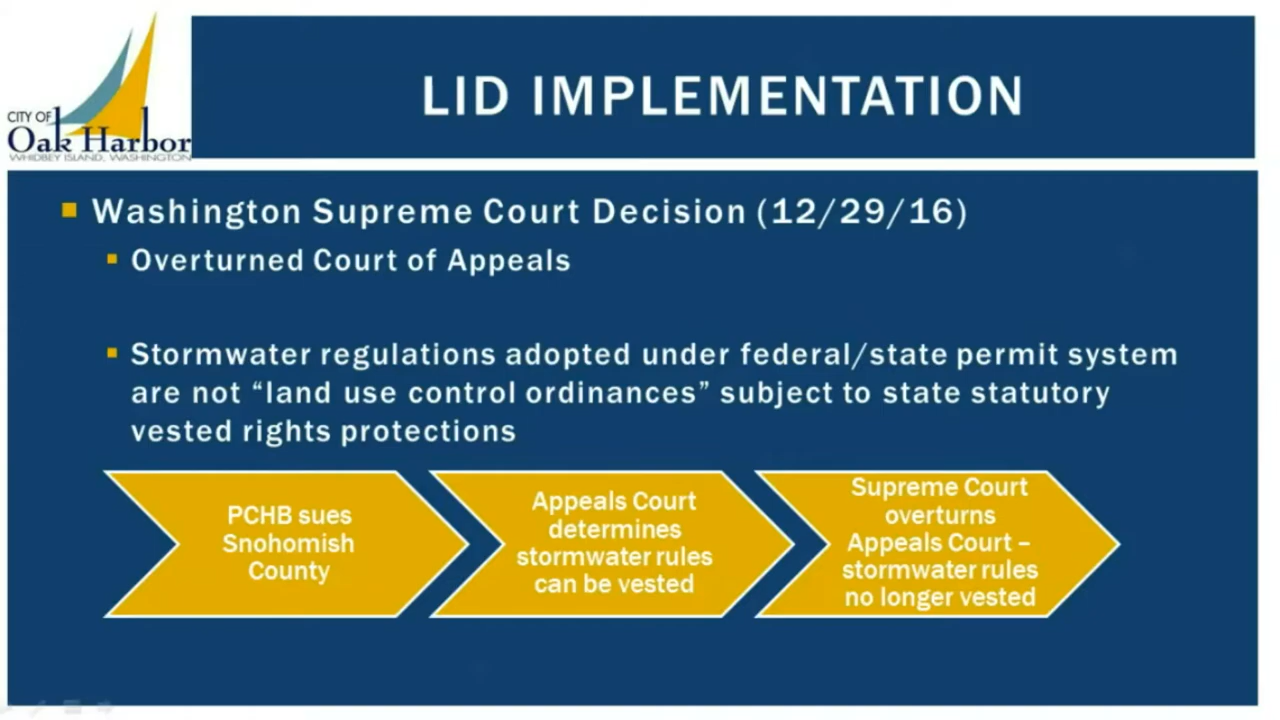 CITY OF
Oak Harbor
WHIDBEY ISLAND, WASHINGTON
LID IMPLEMENTATION
Washington Supreme Court Decision (12/29/16)
Overturned Court of Appeals
Stormwater regulations adopted under federal/state permit system
are not “land use control ordinances” subject to state statutory
vested rights protections
PCHB sues
Snohomish
County
Appeals Court
determines
stormwater rules
can be vested
Supreme Court
overturns
Appeals Court –
stormwater rules
no longer vested